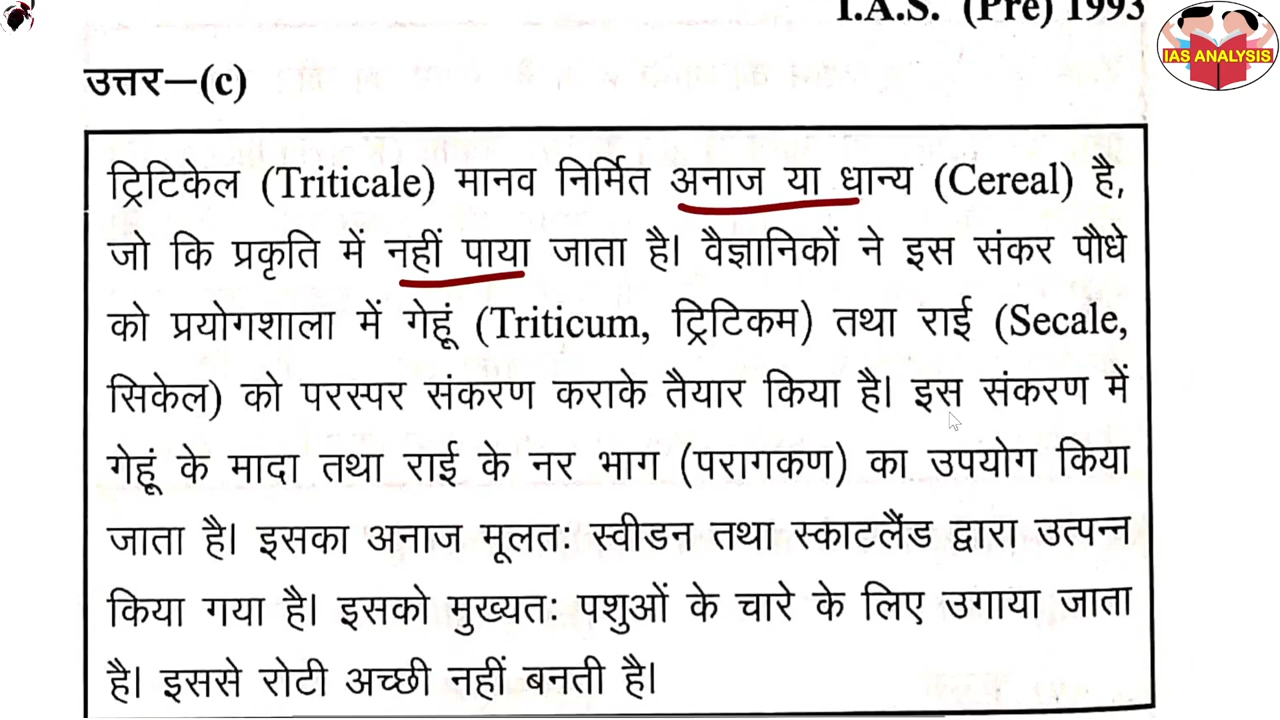 I.A.S. (Pre) 1993
IAS ANALYSIS
उत्तर–(c)
ट्रिटिकेल (Triticale) मानव निर्मित अनाज या धान्य (Cereal) है,
जो कि प्रकृति में नहीं पाया जाता है। वैज्ञानिकों ने इस संकर पौधे
को प्रयोगशाला में गेहूं (Triticum, ट्रिटिकम) तथा राई (Secale,
सिकेल) को परस्पर संकरण कराके तैयार किया है। इस संकरण में
गेहूं के मादा तथा राई के नर भाग (परागकण) का उपयोग किया
जाता है। इसका अनाज मूलत: स्वीडन तथा स्काटलैंड द्वारा उत्पन्न
किया गया है। इसको मुख्यत: पशुओं के चारे के लिए उगाया जाता
है। इससे रोटी अच्छी नहीं बनती है।